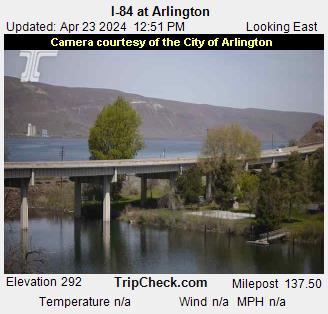 I-84 at Arlington
Updated: Apr 23 2024 12:51 PM Looking East
Camera courtesy of the City of Arlington
Elevation 292 TripCheck.com Milepost 137.50
Temperature n/a Wind n/a MPH n/a